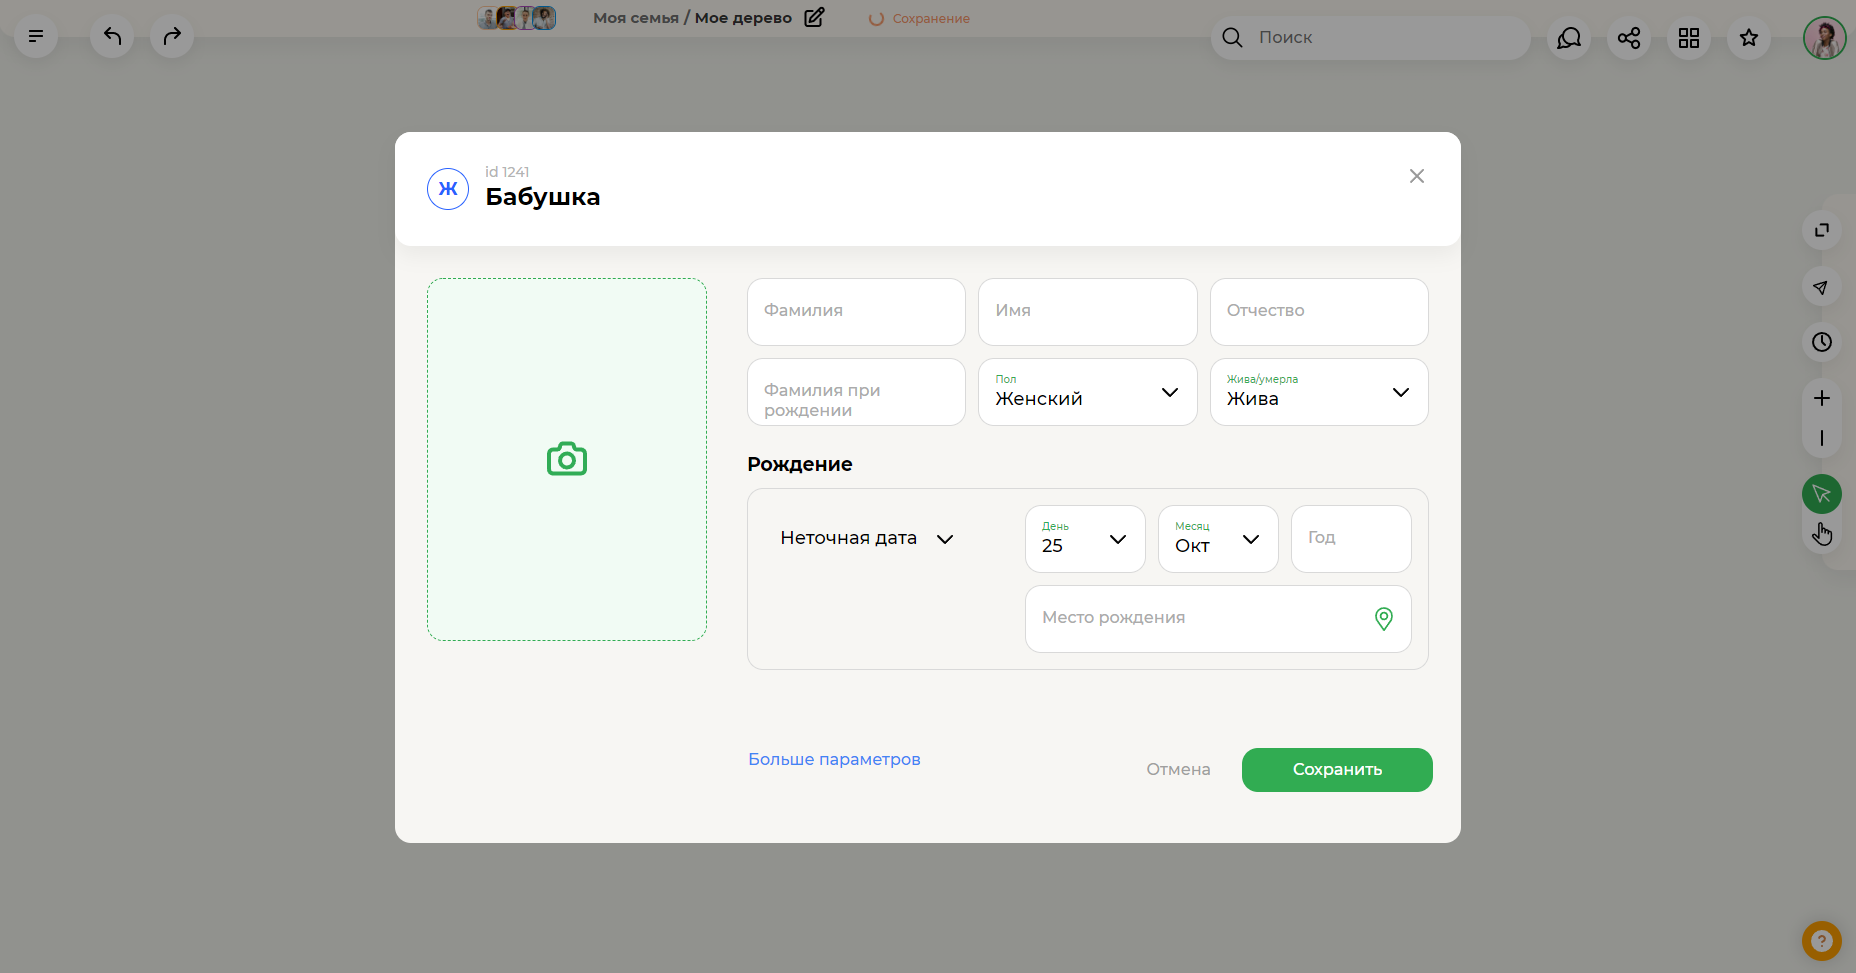 Моя семья / Мое дерево
Сохранение
Поиск
id 1241
Ж
Бабушка
Фамилия
Имя
Отчество
Фамилия при
рождении
Пол
Женский
Жива/умерла
Жива
Рождение
Неточная дата
День
25
Месяц
Окт
Год
Место рождения
Больше параметров
Отмена
Сохранить
?